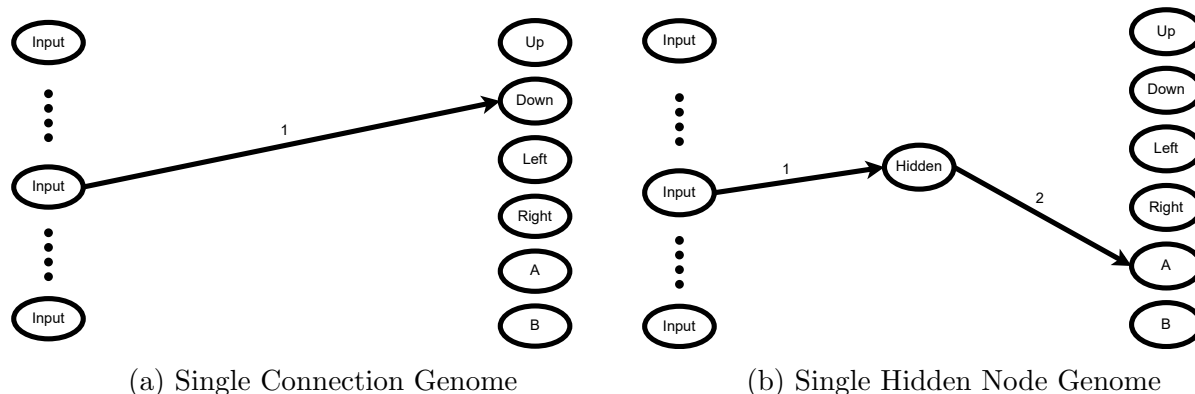 Input
Input
Input
1
Up
Down
Left
Right
A
B
(a) Single Connection Genome
Input
Input
Input
1
Hidden
2
Up
Down
Left
Right
A
B
(b) Single Hidden Node Genome